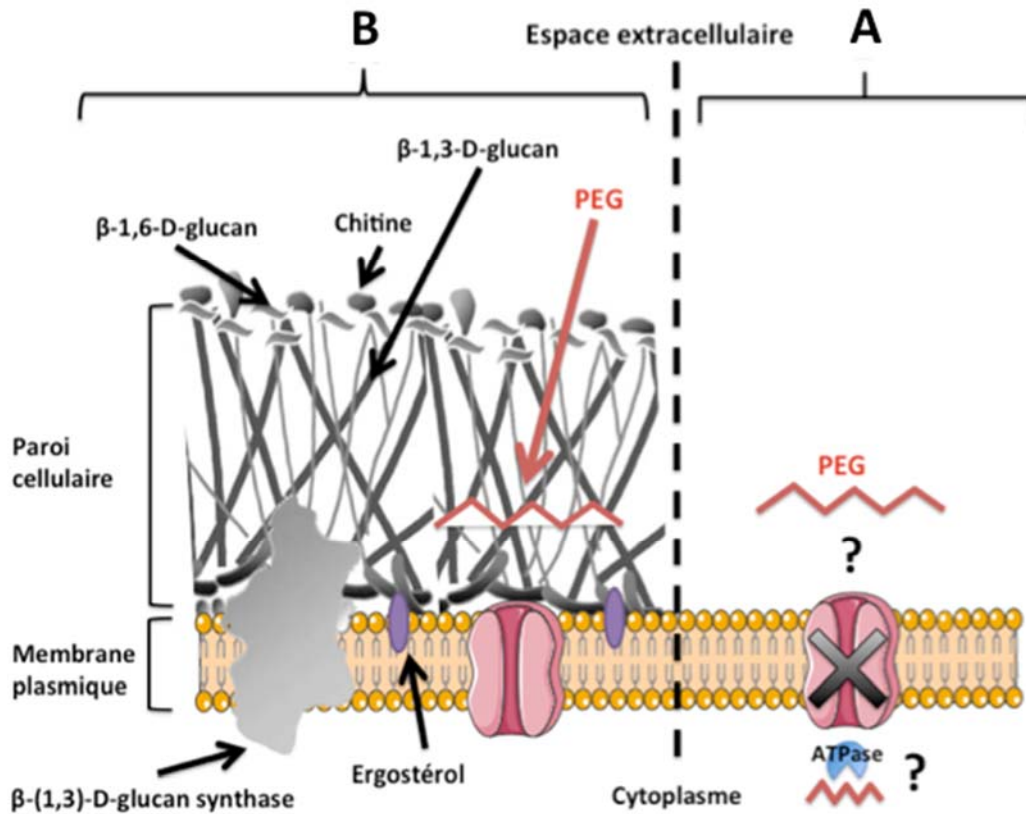 B
Espace extracellulaire
A
β-1,3-D-glucan
PEG
β-1,6-D-glucan
Chitine
Paroi
cellulaire
PEG
?
Membrane
plasmique
ATPase
?
Ergostérol
β-(1,3)-D-glucan synthase
Cytoplasme